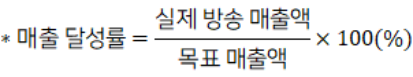 * 매출 달성률 = 실제 방송 매출액 / 목표 매출액 × 100(%)